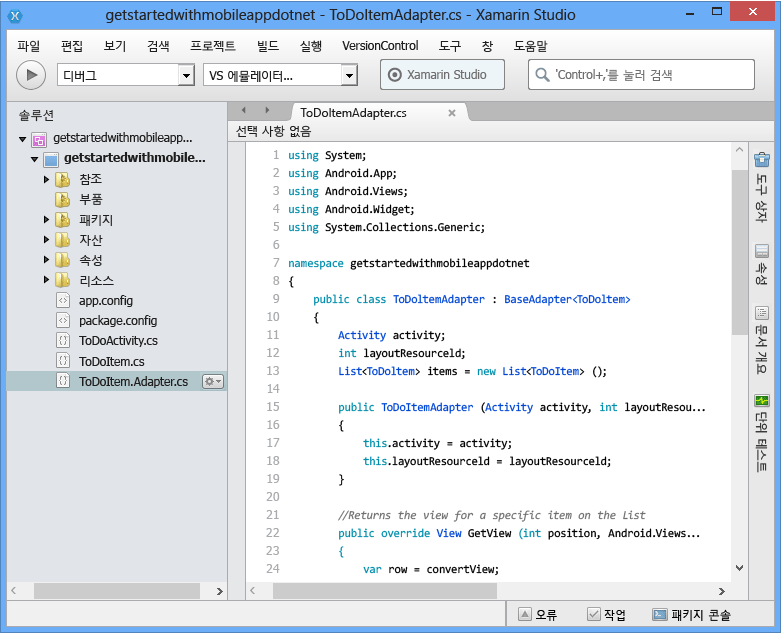 getstartedwithmobileappdotnet - ToDoItemAdapter.cs - Xamarin Studio
파일 편집 보기 검색 프로젝트 빌드 실행 VersionControl 도구 창 도움말
디버그 VS 에뮬레이터... Xamarin Studio 'Control+,'를 눌러 검색
솔루션
getstartedwithmobileapp...
getstartedwithmobile...
참조
부품
패키지
자산
속성
리소스
app.config
package.config
ToDoActivity.cs
ToDoItem.cs
ToDoItem.Adapter.cs
ToDoItemAdapter.cs
선택 사항 없음
1 using System;
2 using Android.App;
3 using Android.Views;
4 using Android.Widget;
5 using System.Collections.Generic;
6
7 namespace getstartedwithmobileappdotnet
8 {
9 public class ToDoItemAdapter : BaseAdapter<ToDoItem>
10 {
11 Activity activity;
12 int layoutResourceId;
13 List<ToDoItem> items = new List<ToDoItem> ();
14
15 public ToDoItemAdapter (Activity activity, int layoutResou...
16 {
17 this.activity = activity;
18 this.layoutResourceId = layoutResourceId;
19 }
20
21 //Returns the view for a specific item on the List
22 public override View GetView (int position, Android.Views...
23 {
24 var row = convertView;
도구 상자
속성
문서 개요
단위 테스트
오류 작업 패키지 콘솔